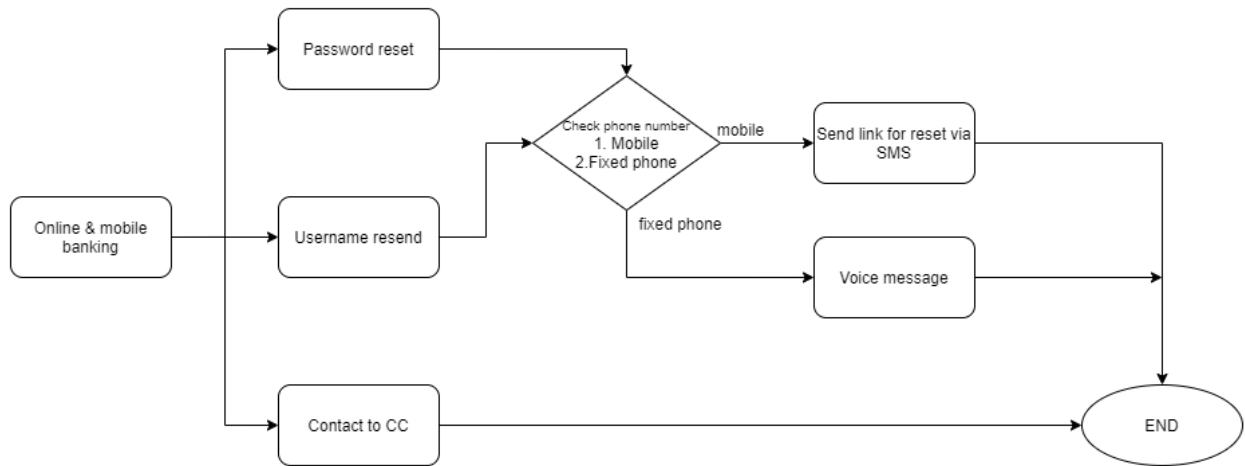 Password reset
Check phone number
1. Mobile
2.Fixed phone
mobile
Send link for reset via
SMS
Online & mobile
banking
Username resend
fixed phone
Voice message
Contact to CC
END